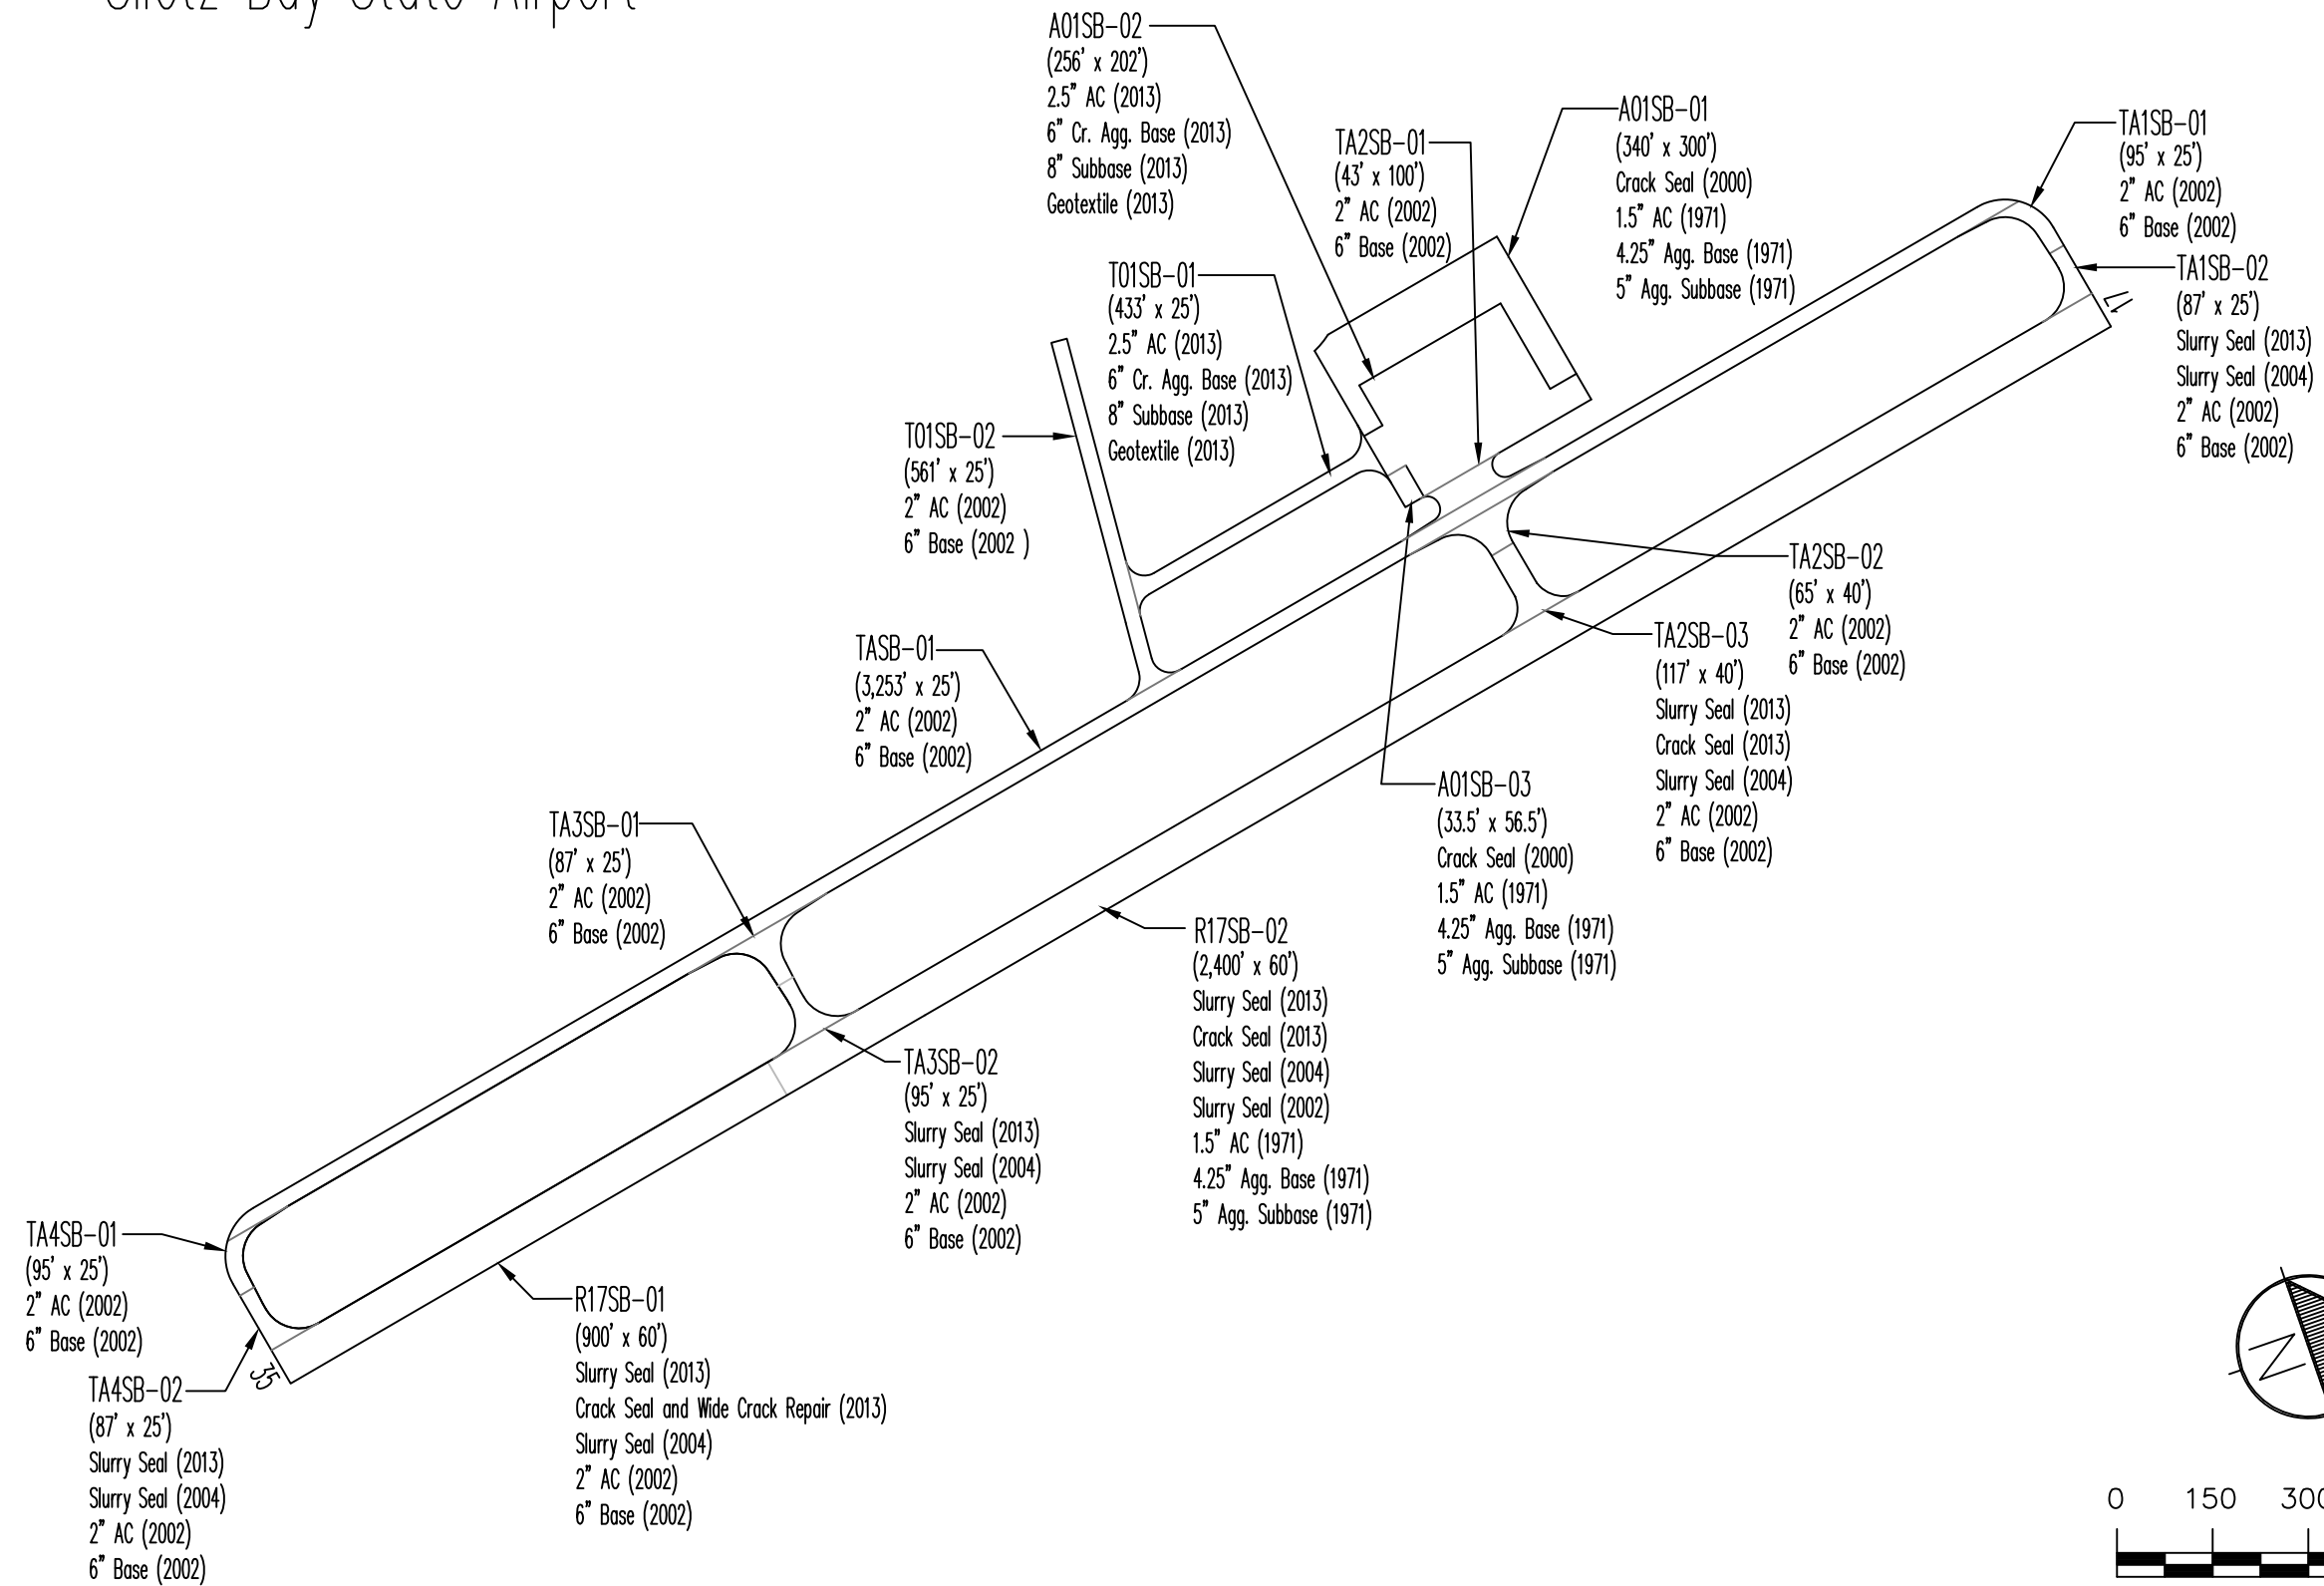 Siletz Bay State Airport
A01SB-02
(256' x 202')
2.5" AC (2013)
6" Cr. Agg. Base (2013)
8" Subbase (2013)
Geotextile (2013)
A01SB-01
(340' x 300')
Crack Seal (2000)
1.5" AC (1971)
4.25" Agg. Base (1971)
5" Agg. Subbase (1971)
TA2SB-01
(43' x 100')
2" AC (2002)
6" Base (2002)
TA1SB-01
(95' x 25')
2" AC (2002)
6" Base (2002)
TA1SB-02
(87' x 25')
Slurry Seal (2013)
Slurry Seal (2004)
2" AC (2002)
6" Base (2002)
17
T01SB-01
(433' x 25')
2.5" AC (2013)
6" Cr. Agg. Base (2013)
8" Subbase (2013)
Geotextile (2013)
T01SB-02
(561' x 25')
2" AC (2002)
6" Base (2002 )
TA2SB-02
(65' x 40')
2" AC (2002)
6" Base (2002)
TA2SB-03
(117' x 40')
Slurry Seal (2013)
Crack Seal (2013)
Slurry Seal (2004)
2" AC (2002)
6" Base (2002)
TASB-01
(3,253' x 25')
2" AC (2002)
6" Base (2002)
A01SB-03
(33.5' x 56.5')
Crack Seal (2000)
1.5" AC (1971)
4.25" Agg. Base (1971)
5" Agg. Subbase (1971)
TA3SB-01
(87' x 25')
2" AC (2002)
6" Base (2002)
R17SB-02
(2,400' x 60')
Slurry Seal (2013)
Crack Seal (2013)
Slurry Seal (2004)
Slurry Seal (2002)
1.5" AC (1971)
4.25" Agg. Base (1971)
5" Agg. Subbase (1971)
TA3SB-02
(95' x 25')
Slurry Seal (2013)
Slurry Seal (2004)
2" AC (2002)
6" Base (2002)
TA4SB-01
(95' x 25')
2" AC (2002)
6" Base (2002)
R17SB-01
(900' x 60')
Slurry Seal (2013)
Crack Seal and Wide Crack Repair (2013)
Slurry Seal (2004)
2" AC (2002)
6" Base (2002)
35
TA4SB-02
(87' x 25')
Slurry Seal (2013)
Slurry Seal (2004)
2" AC (2002)
6" Base (2002)
N
0 150 300